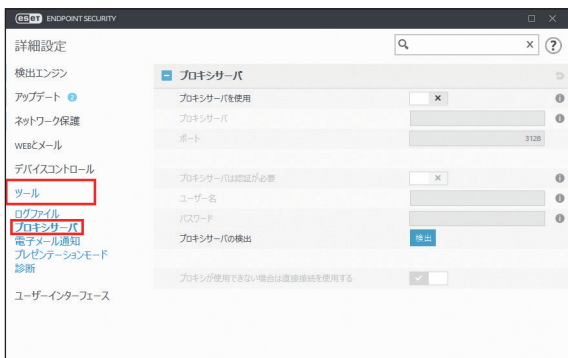 eset ENDPOINT SECURITY
詳細設定
検出エンジン
アップデート 2
ネットワーク保護
WEBとメール
デバイスコントロール
ツール
ログファイル
プロキシサーバ
電子メール通知
プレゼンテーションモード
診断
ユーザーインターフェース
プロキシサーバ
プロキシサーバを使用
プロキシサーバ
ポート 3128
プロキシサーバは認証が必要
ユーザー名
パスワード
プロキシサーバの検出 検出
プロキシが使用できない場合は直接接続を使用する